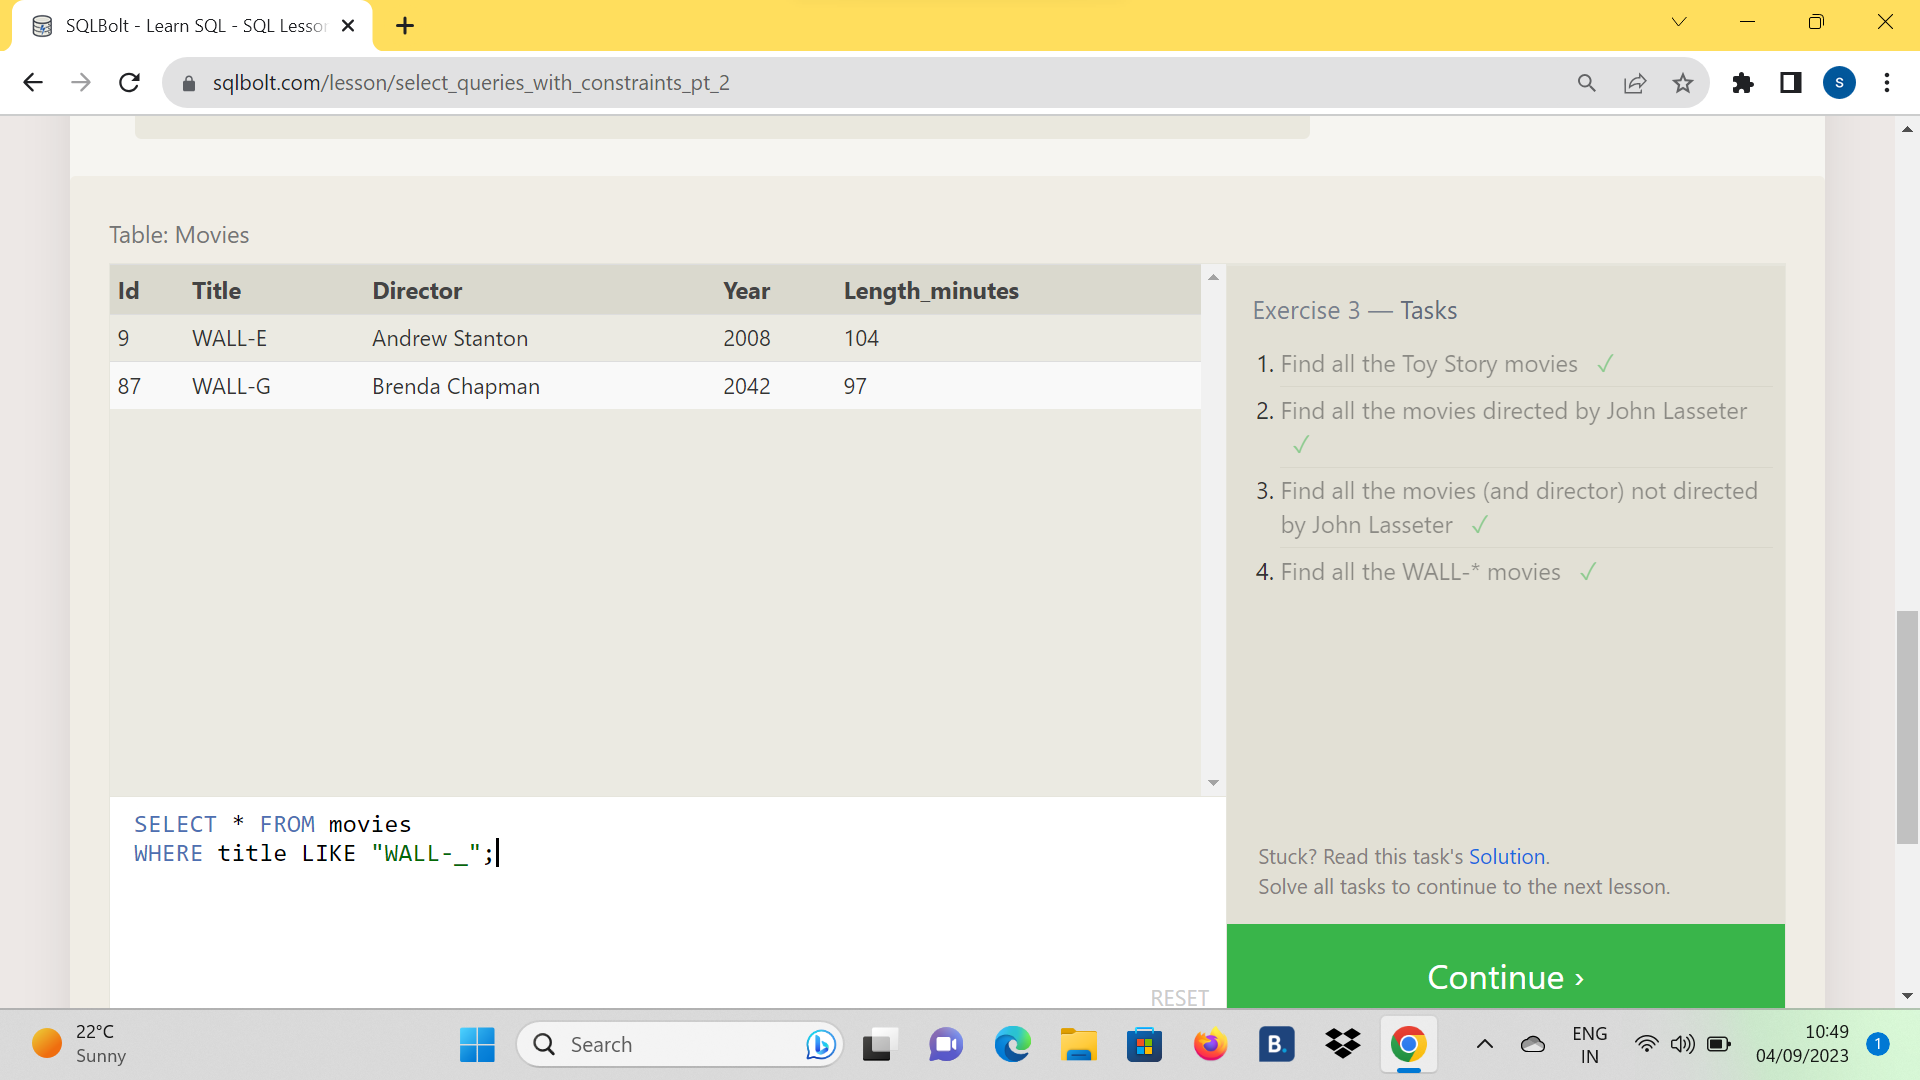 SQLBolt - Learn SQL - SQL Lesso
sqlbolt.com/lesson/select_queries_with_constraints_pt_2
S
Table: Movies
Id Title Director Year Length_minutes
9 WALL-E Andrew Stanton 2008 104
87 WALL-G Brenda Chapman 2042 97
Exercise 3 — Tasks
1. Find all the Toy Story movies ✓
2. Find all the movies directed by John Lasseter
✓
3. Find all the movies (and director) not directed
by John Lasseter ✓
4. Find all the WALL-* movies ✓
SELECT * FROM movies
WHERE title LIKE "WALL-_";
RESET
Stuck? Read this task's Solution.
Solve all tasks to continue to the next lesson.
Continue ›
22°C
Sunny
Search
B.
ENG
IN
10:49
04/09/2023
1